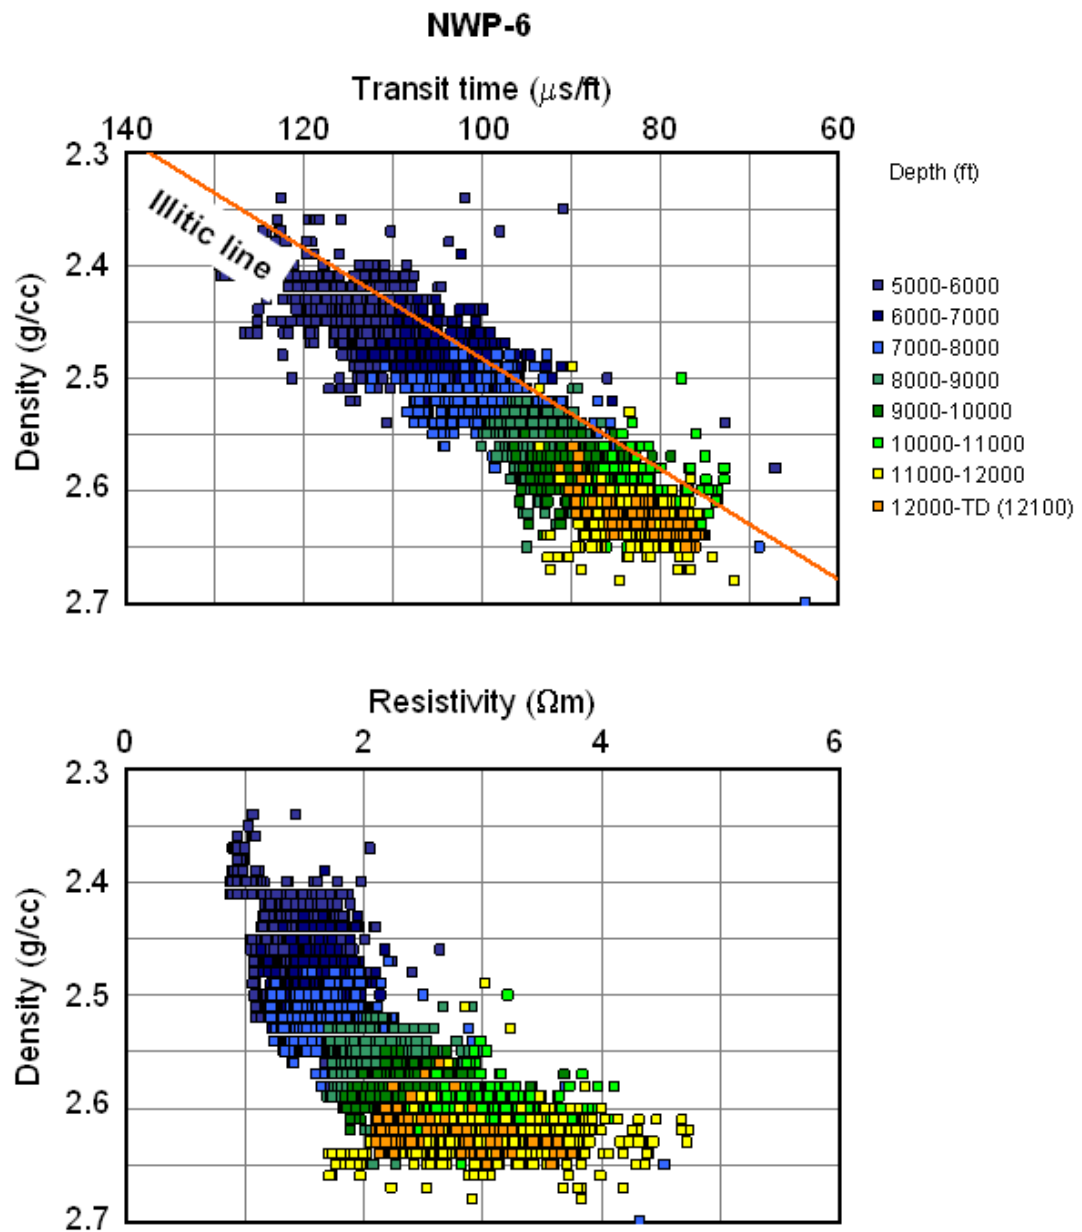 NWP-6
Transit time (μs/ft)
140 120 100 80 60
2.3
2.4
2.5
2.6
2.7
Density (g/cc)
Illitic line
Depth (ft)
5000-6000
6000-7000
7000-8000
8000-9000
9000-10000
10000-11000
11000-12000
12000-TD (12100)
Resistivity (Ωm)
0 2 4 6
2.3
2.4
2.5
2.6
2.7
Density (g/cc)